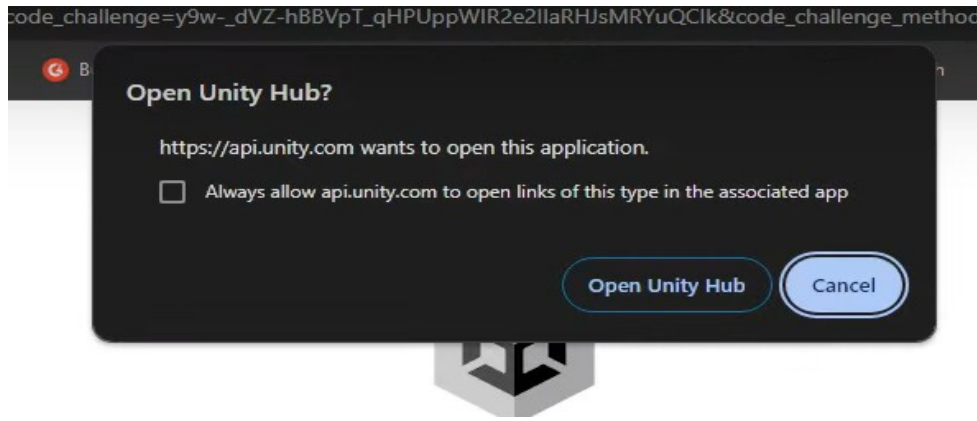 code_challenge=y9w-_dVZ-hBBVpT_qHPUppWIR2e2IlaRHJsMRYuQClk&code_challenge_method
Open Unity Hub?
https://api.unity.com wants to open this application.
Always allow api.unity.com to open links of this type in the associated app
Open Unity Hub Cancel